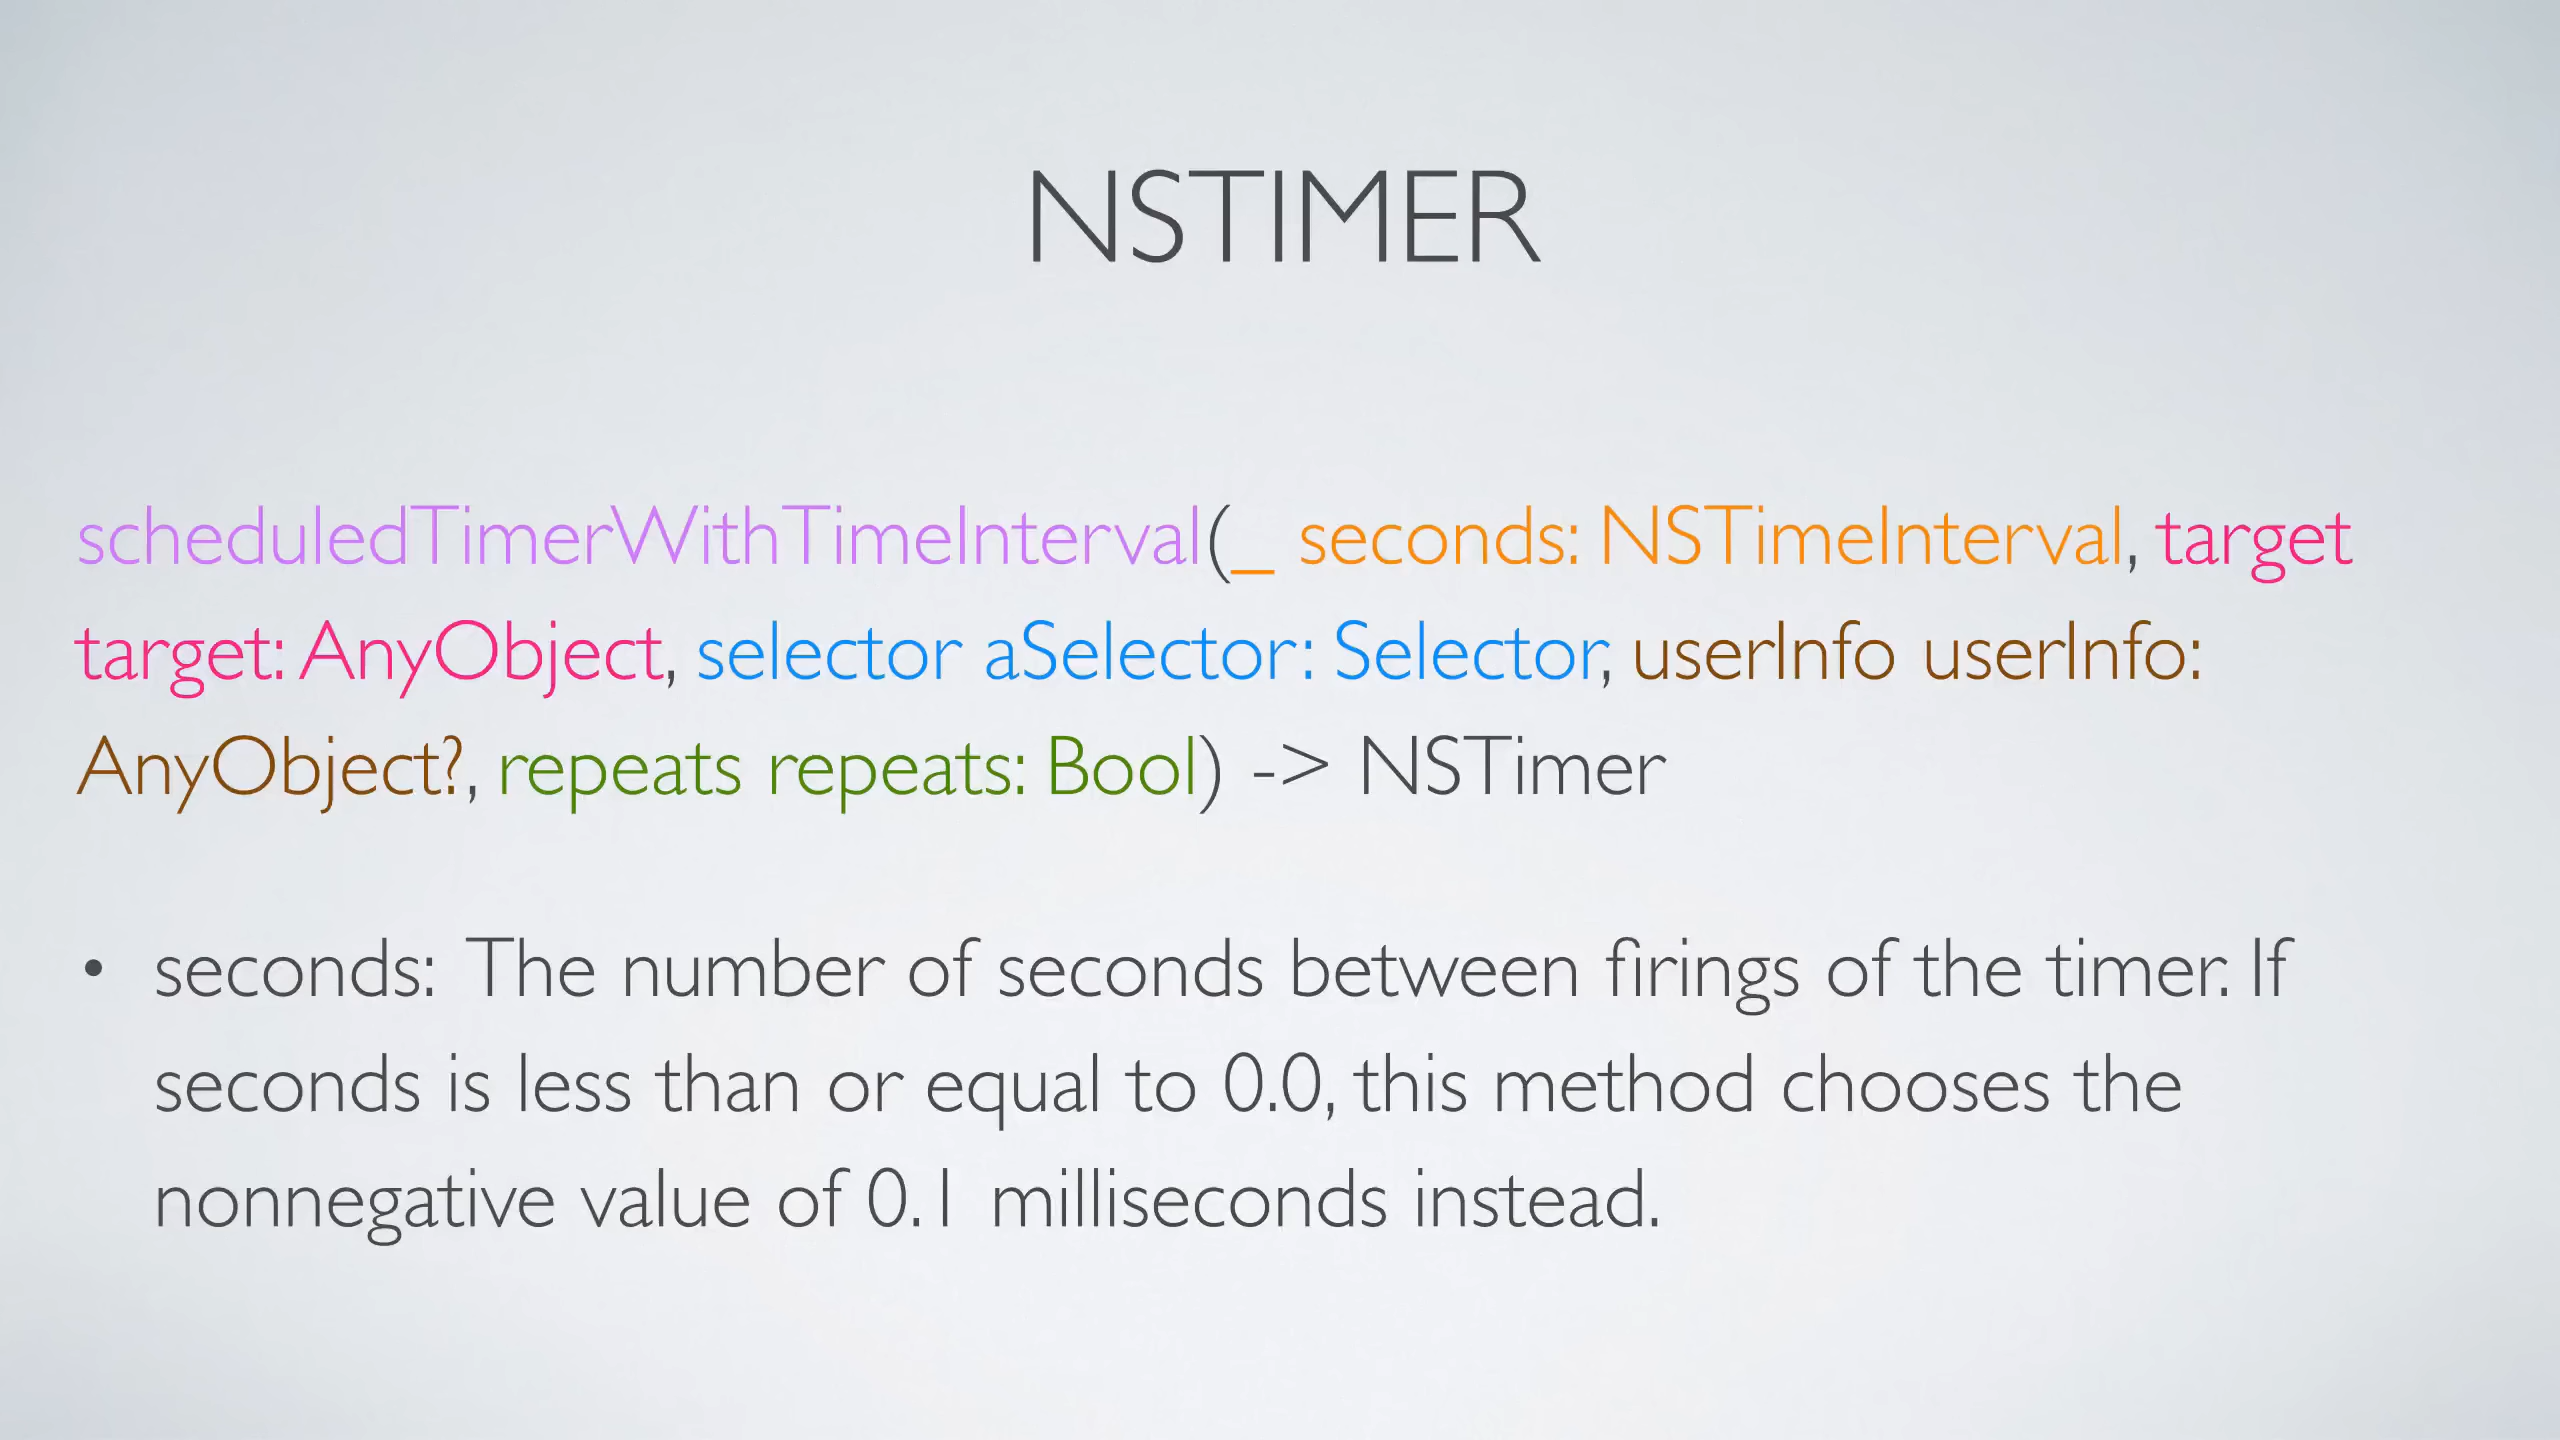 NSTIMER
scheduledTimerWithTimeInterval(_ seconds: NSTimeInterval, target
target: AnyObject, selector aSelector: Selector, userInfo userInfo:
AnyObject?, repeats repeats: Bool) -> NSTimer
• seconds: The number of seconds between firings of the timer. If
seconds is less than or equal to 0.0, this method chooses the
nonnegative value of 0.1 milliseconds instead.